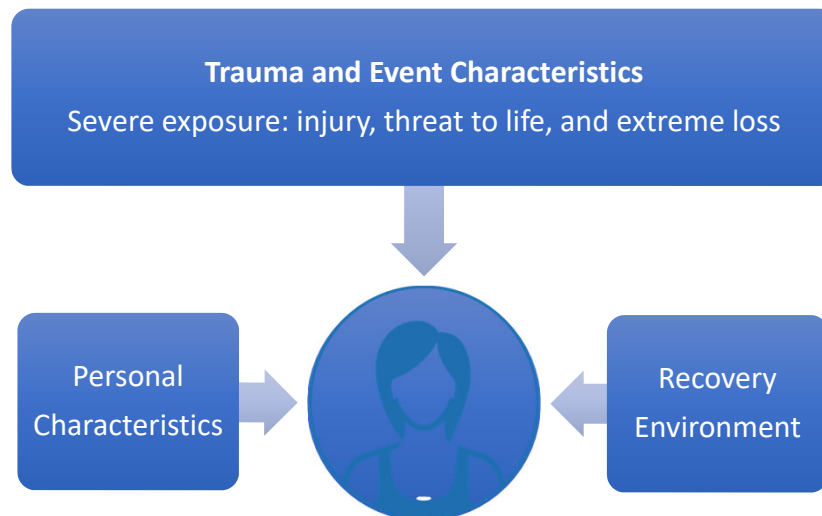 Trauma and Event Characteristics
Severe exposure: injury, threat to life, and extreme loss
Personal
Characteristics
Recovery
Environment